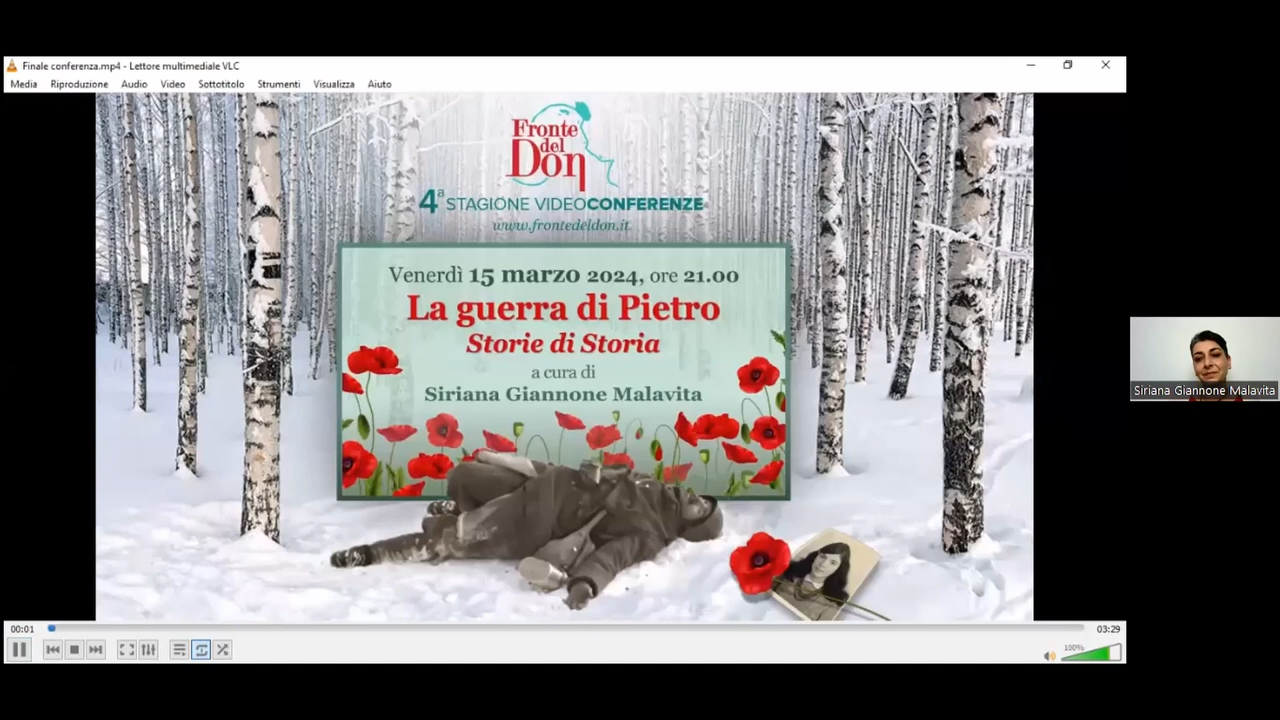 Finale conferenza.mp4 - Lettore multimediale VLC
Media Riproduzione Audio Video Sottotitolo Strumenti Visualizza Aiuto
Fronte
del
Don
4ª STAGIONE VIDEOCONFERENZE
www.frontedeldon.it
Venerdì 15 marzo 2024, ore 21.00
La guerra di Pietro
Storie di Storia
a cura di
Siriana Giannone Malavita
Siriana Giannone Malavita
00:01
03:29
100%